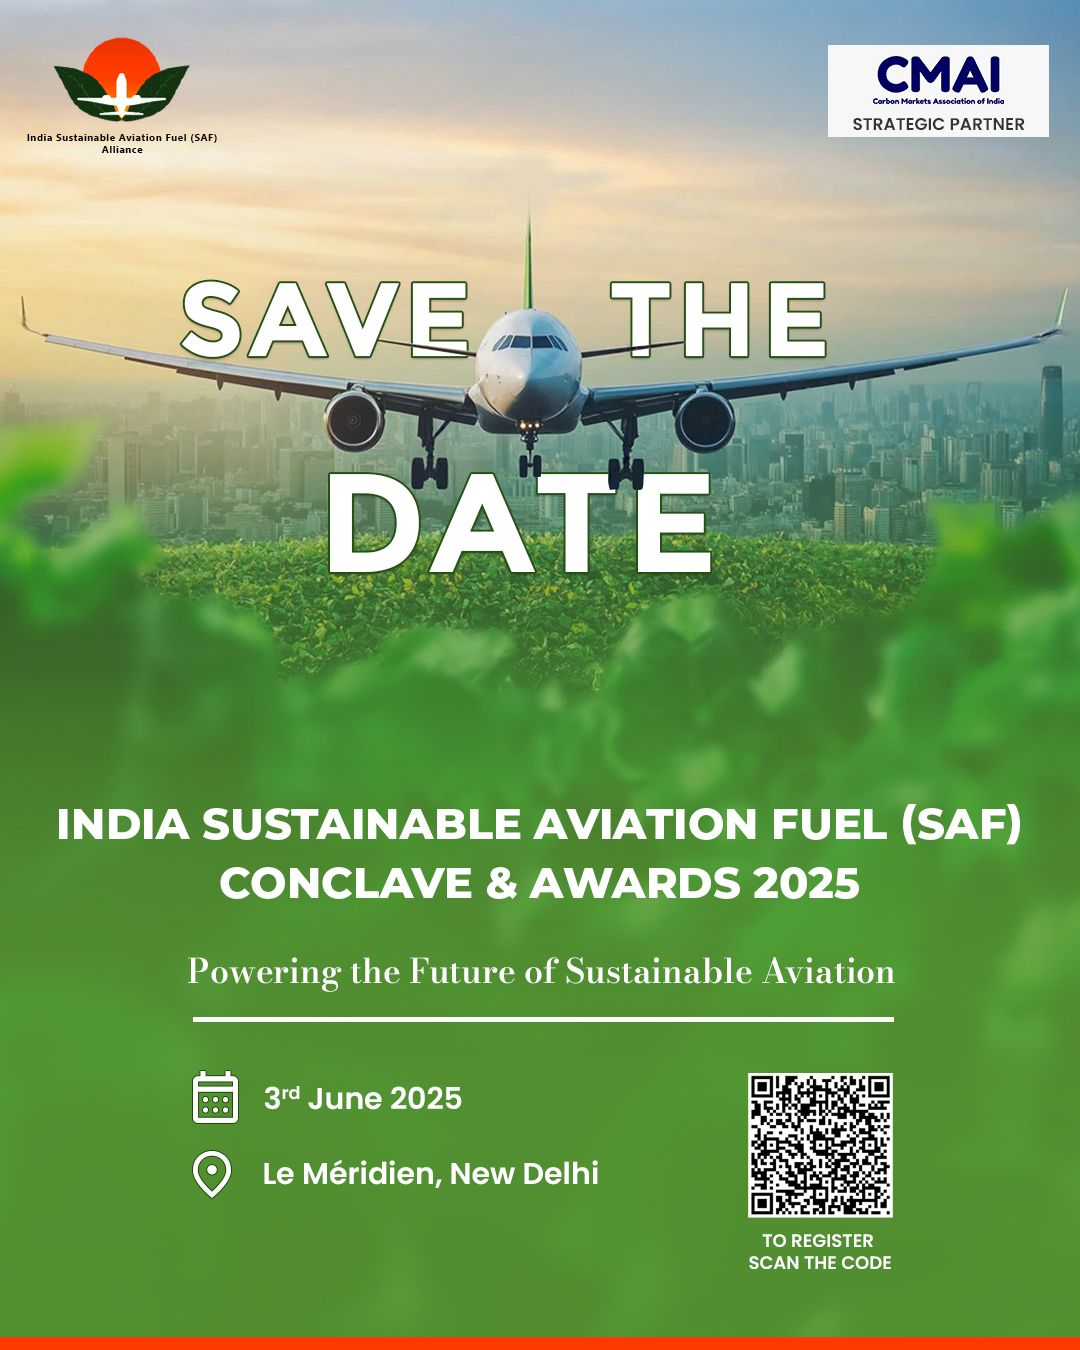 India Sustainable Aviation Fuel (SAF)
Alliance
CMAI
Carbon Markets Association of India
STRATEGIC PARTNER
SAVE THE
DATE
INDIA SUSTAINABLE AVIATION FUEL (SAF)
CONCLAVE & AWARDS 2025
Powering the Future of Sustainable Aviation
3rd June 2025
Le Méridien, New Delhi
TO REGISTER
SCAN THE CODE